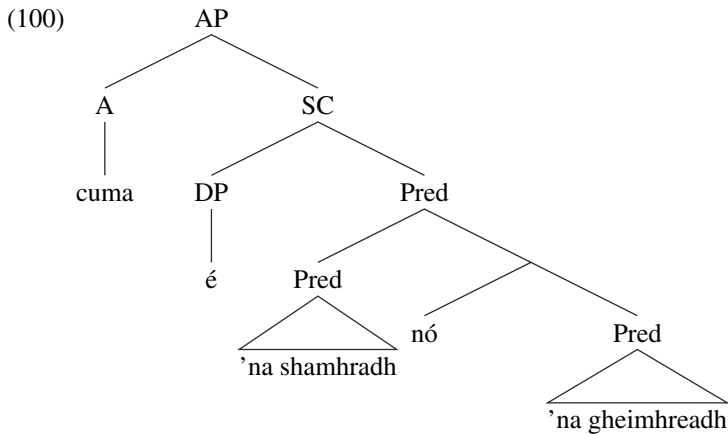 (100) AP
A SC
cuma DP Pred
é Pred
nó Pred
’na shamhradh
’na gheimhreadh